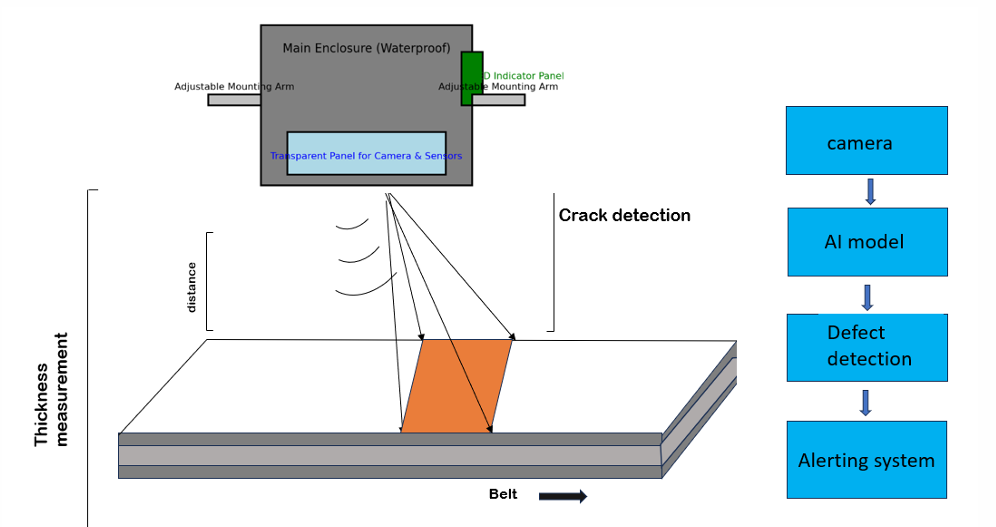 Main Enclosure (Waterproof)
D Indicator Panel
Adjustable Mounting Arm
Adjustable Mounting Arm
Transparent Panel for Camera & Sensors
Crack detection
distance
Thickness
measurement
Belt
camera
AI model
Defect
detection
Alerting system